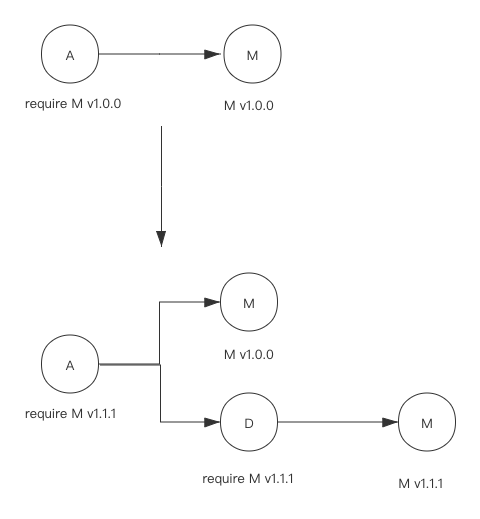 A
M
require M v1.0.0
M v1.0.0
M
M v1.0.0
A
require M v1.1.1
D
M
require M v1.1.1
M v1.1.1